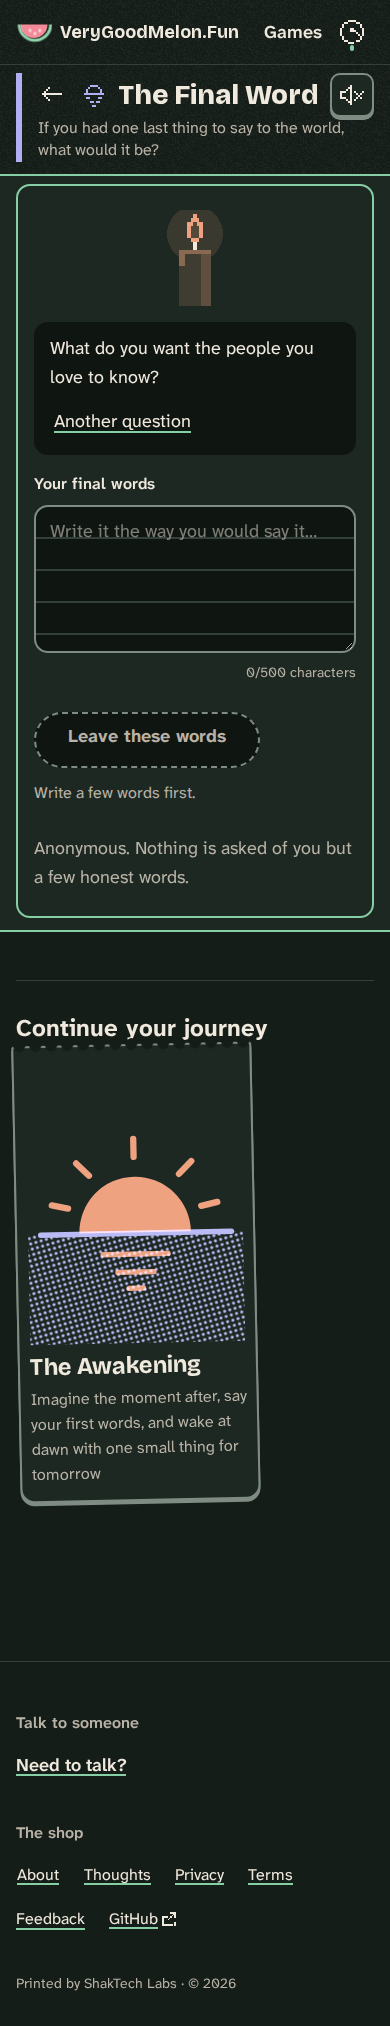 VeryGoodMelon.Fun Games
← The Final Word
If you had one last thing to say to the world,
what would it be?
What do you want the people you
love to know?
Another question
Your final words
Write it the way you would say it...
0/500 characters
Leave these words
Write a few words first.
Anonymous. Nothing is asked of you but
a few honest words.
Continue your journey
The Awakening
Imagine the moment after, say
your first words, and wake at
dawn with one small thing for
tomorrow
Talk to someone
Need to talk?
The shop
About Thoughts Privacy Terms
Feedback GitHub
Printed by ShakTech Labs · © 2026